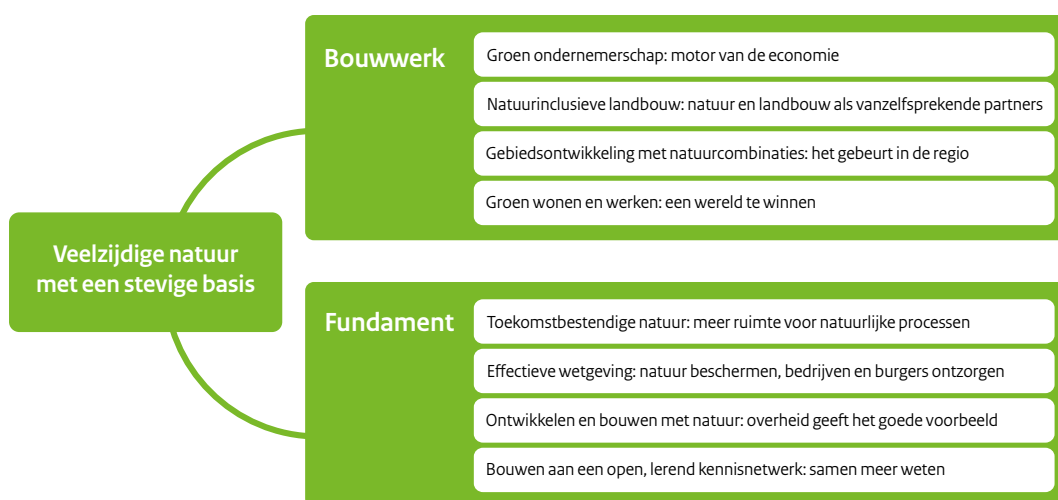 Veelzijdige natuur
met een stevige basis
Bouwwerk
Groen ondernemerschap: motor van de economie
Natuurinclusieve landbouw: natuur en landbouw als vanzelfsprekende partners
Gebiedsontwikkeling met natuurcombinaties: het gebeurt in de regio
Groen wonen en werken: een wereld te winnen
Fundament
Toekomstbestendige natuur: meer ruimte voor natuurlijke processen
Effectieve wetgeving: natuur beschermen, bedrijven en burgers ontzorgen
Ontwikkelen en bouwen met natuur: overheid geeft het goede voorbeeld
Bouwen aan een open, lerend kennisnetwerk: samen meer weten